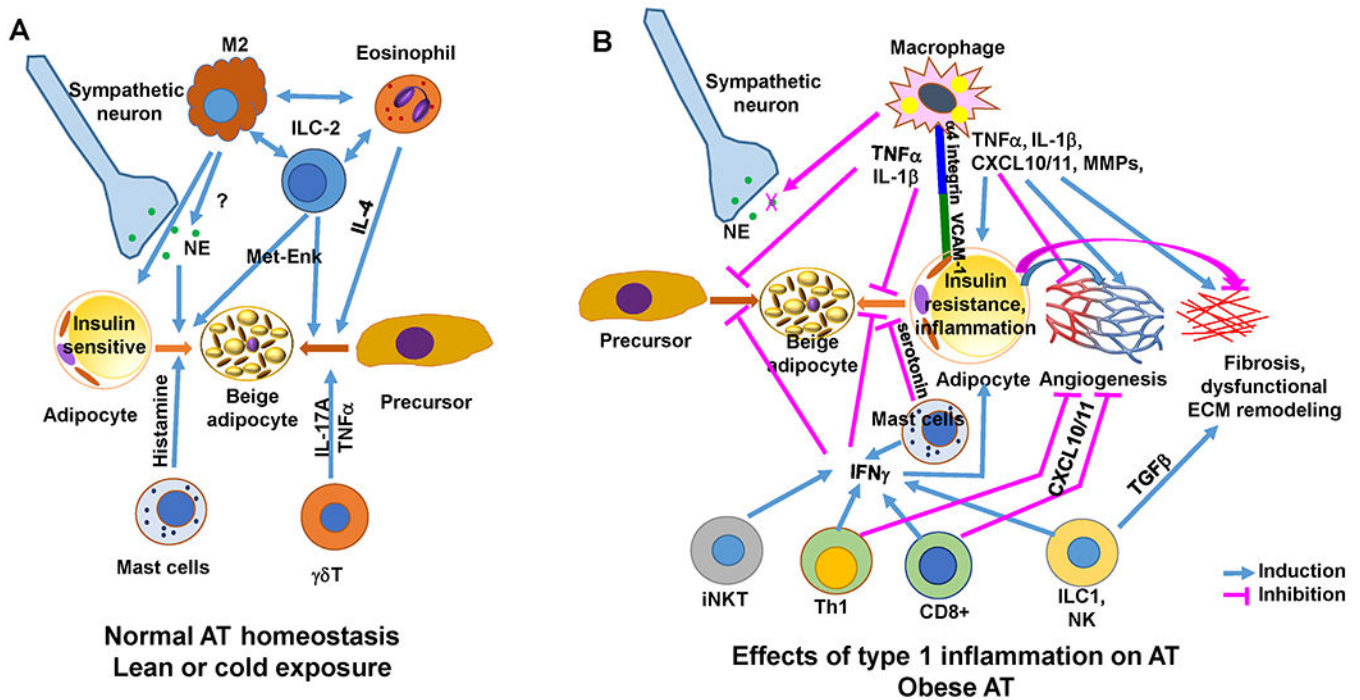 A
M2
Eosinophil
Sympathetic
neuron
ILC-2
?
NE
IL-4
Met-Enk
Insulin
sensitive
Adipocyte
Beige
adipocyte
Precursor
Histamine
IL-17A
TNFα
Mast cells
γδT
Normal AT homeostasis
Lean or cold exposure
B
Macrophage
Sympathetic
neuron
TNFα
IL-1β
α4 integrin VCAM-1
TNFα, IL-1β,
CXCL10/11, MMPs,
NE
Precursor
Beige
adipocyte
Insulin
resistance,
inflammation
Adipocyte
Angiogenesis
Fibrosis,
dysfunctional
ECM remodeling
serotonin
Mast cells
IFNγ
CXCL10/11
TGFβ
iNKT
Th1
CD8+
ILC1,
NK
Induction
Inhibition
Effects of type 1 inflammation on AT
Obese AT